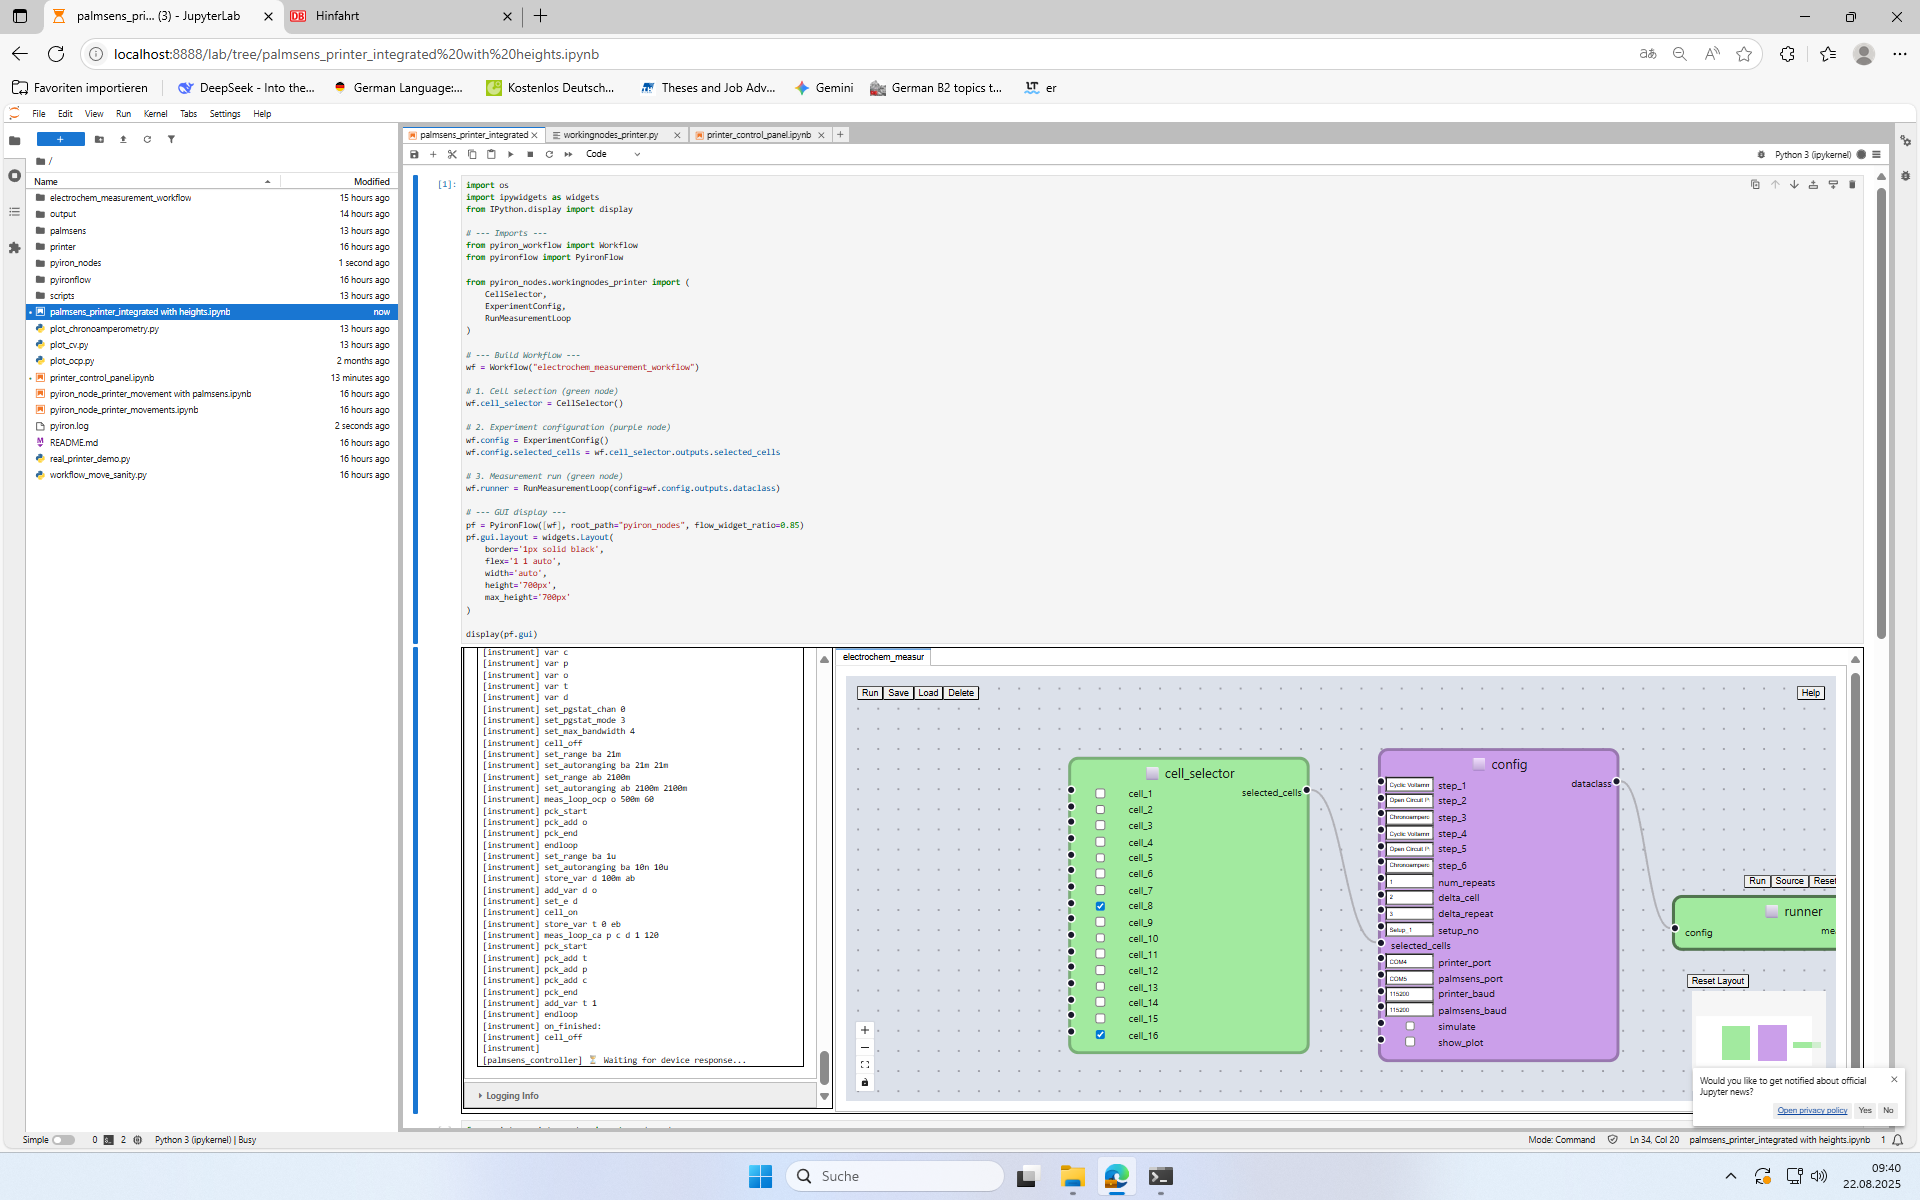 palmsens_pri... (3) - JupyterLab
Hinfahrt
localhost:8888/lab/tree/palmsens_printer_integrated%20with%20heights.ipynb
Favoriten importieren
DeepSeek - Into the...
German Language:...
Kostenlos Deutsch...
Theses and Job Adv...
Gemini
German B2 topics t...
er
File Edit View Run Kernel Tabs Settings Help
palmsens_printer_integrated
workingnodes_printer.py
printer_control_panel.ipynb
Code
Python 3 (ipykernel)
/
Name Modified
electrochem_measurement_workflow 15 hours ago
output 14 hours ago
palmsens 13 hours ago
printer 16 hours ago
pyiron_nodes 1 second ago
pyironflow 16 hours ago
scripts 13 hours ago
palmsens_printer_integrated with heights.ipynb now
plot_chronoamperometry.py 13 hours ago
plot_cv.py 13 hours ago
plot_ocp.py 2 months ago
printer_control_panel.ipynb 13 minutes ago
pyiron_node_printer_movement with palmsens.ipynb 16 hours ago
pyiron_node_printer_movements.ipynb 16 hours ago
pyiron.log 2 seconds ago
README.md 16 hours ago
real_printer_demo.py 16 hours ago
workflow_move_sanity.py 16 hours ago
[1]:
import os
import ipywidgets as widgets
from IPython.display import display
# --- Imports ---
from pyiron_workflow import Workflow
from pyironflow import PyironFlow
from pyiron_nodes.workingnodes_printer import (
CellSelector,
ExperimentConfig,
RunMeasurementLoop
)
# --- Build Workflow ---
wf = Workflow("electrochem_measurement_workflow")
# 1. Cell selection (green node)
wf.cell_selector = CellSelector()
# 2. Experiment configuration (purple node)
wf.config = ExperimentConfig()
wf.config.selected_cells = wf.cell_selector.outputs.selected_cells
# 3. Measurement run (green node)
wf.runner = RunMeasurementLoop(config=wf.config.outputs.dataclass)
# --- GUI display ---
pf = PyironFlow([wf], root_path="pyiron_nodes", flow_widget_ratio=0.85)
pf.gui.layout = widgets.Layout(
border='1px solid black',
flex='1 1 auto',
width='auto',
height='700px',
max_height='700px'
)
display(pf.gui)
[instrument] var c
[instrument] var p
[instrument] var o
[instrument] var t
[instrument] var d
[instrument] set_pgstat_chan 0
[instrument] set_pgstat_mode 3
[instrument] set_max_bandwidth 4
[instrument] cell_off
[instrument] set_range ba 21m
[instrument] set_autoranging ba 21m 21m
[instrument] set_range ab 2100m
[instrument] set_autoranging ab 2100m 2100m
[instrument] meas_loop_ocp o 500m 60
[instrument] pck_start
[instrument] pck_add o
[instrument] pck_end
[instrument] endloop
[instrument] set_range ba 1u
[instrument] set_autoranging ba 10n 10u
[instrument] store_var d 100m ab
[instrument] add_var d o
[instrument] set_e d
[instrument] cell_on
[instrument] store_var t 0 eb
[instrument] meas_loop_ca p c d 1 120
[instrument] pck_start
[instrument] pck_add t
[instrument] pck_add p
[instrument] pck_add c
[instrument] pck_end
[instrument] add_var t 1
[instrument] endloop
[instrument] on_finished:
[instrument] cell_off
[instrument]
[palmsens_controller] ⏳ Waiting for device response...
Logging Info
electrochem_measur
Run Save Load Delete
Help
cell_selector
selected_cells
cell_1
cell_2
cell_3
cell_4
cell_5
cell_6
cell_7
cell_8
cell_9
cell_10
cell_11
cell_12
cell_13
cell_14
cell_15
cell_16
config
dataclass
Cyclic Voltamn step_1
Open Circuit P step_2
Chronoamperc step_3
Cyclic Voltamn step_4
Open Circuit P step_5
Chronoamperc step_6
1 num_repeats
2 delta_cell
3 delta_repeat
Setup_1 setup_no
selected_cells
COM4 printer_port
COM5 palmsens_port
115200 printer_baud
115200 palmsens_baud
simulate
show_plot
Run Source Reset
runner
config mea
Reset Layout
Would you like to get notified about official
Jupyter news?
Open privacy policy Yes No
Simple 0 2 Python 3 (ipykernel) | Busy
Mode: Command Ln 34, Col 20 palmsens_printer_integrated with heights.ipynb 1
Suche
09:40
22.08.2025